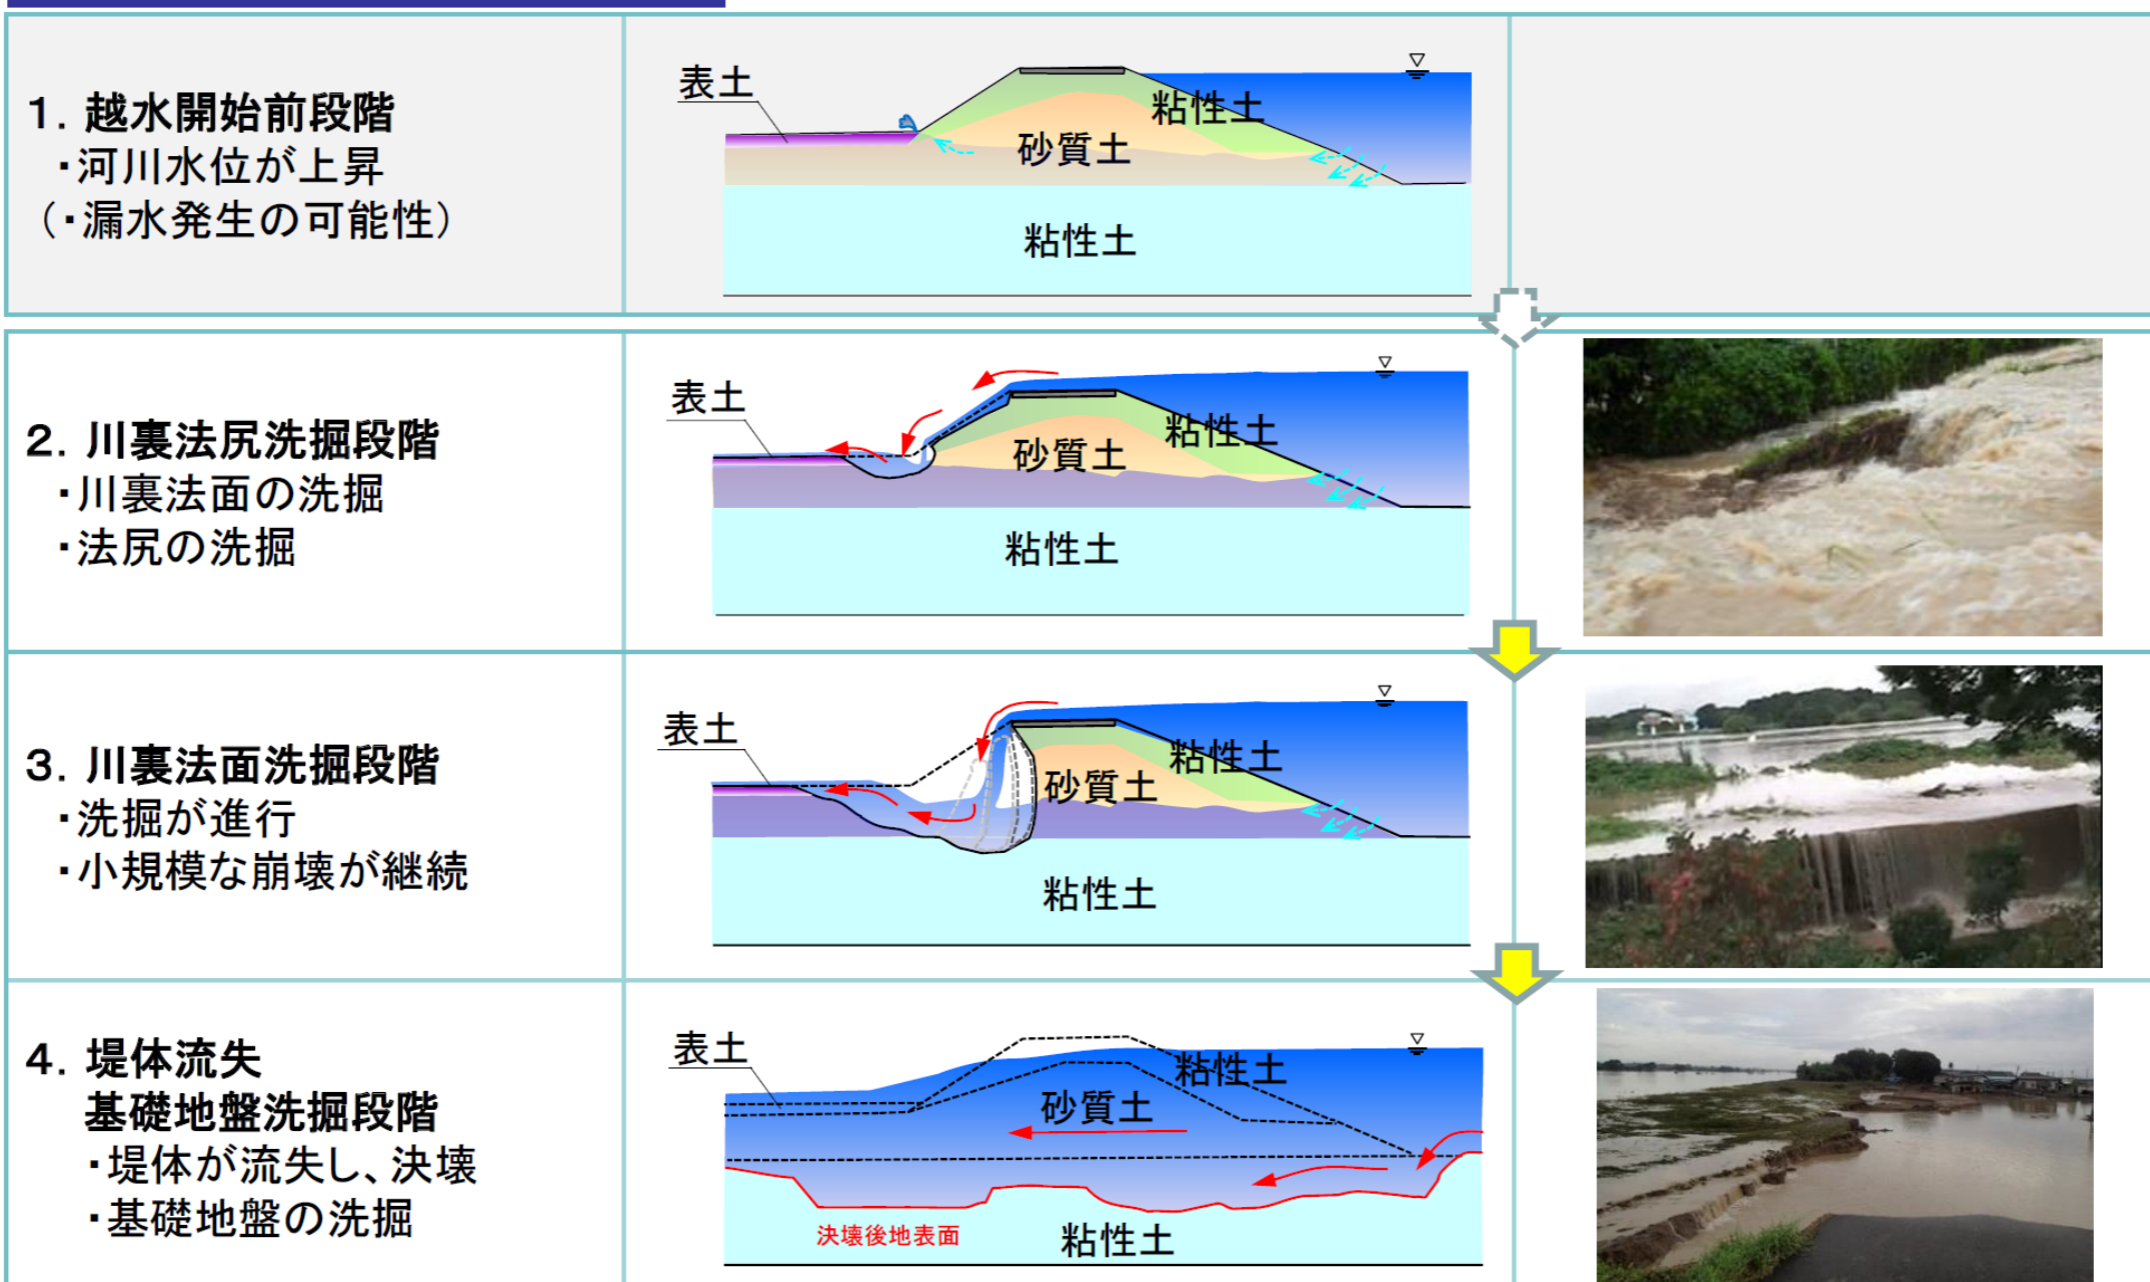 1. 越水開始前段階
・河川水位が上昇
(・漏水発生の可能性)
表土
粘性土
砂質土
粘性土
2. 川裏法尻洗掘段階
・川裏法面の洗掘
・法尻の洗掘
表土
粘性土
砂質土
粘性土
3. 川裏法面洗掘段階
・洗掘が進行
・小規模な崩壊が継続
表土
粘性土
砂質土
粘性土
4. 堤体流失
基礎地盤洗掘段階
・堤体が流失し、決壊
・基礎地盤の洗掘
表土
粘性土
砂質土
決壊後地表面
粘性土